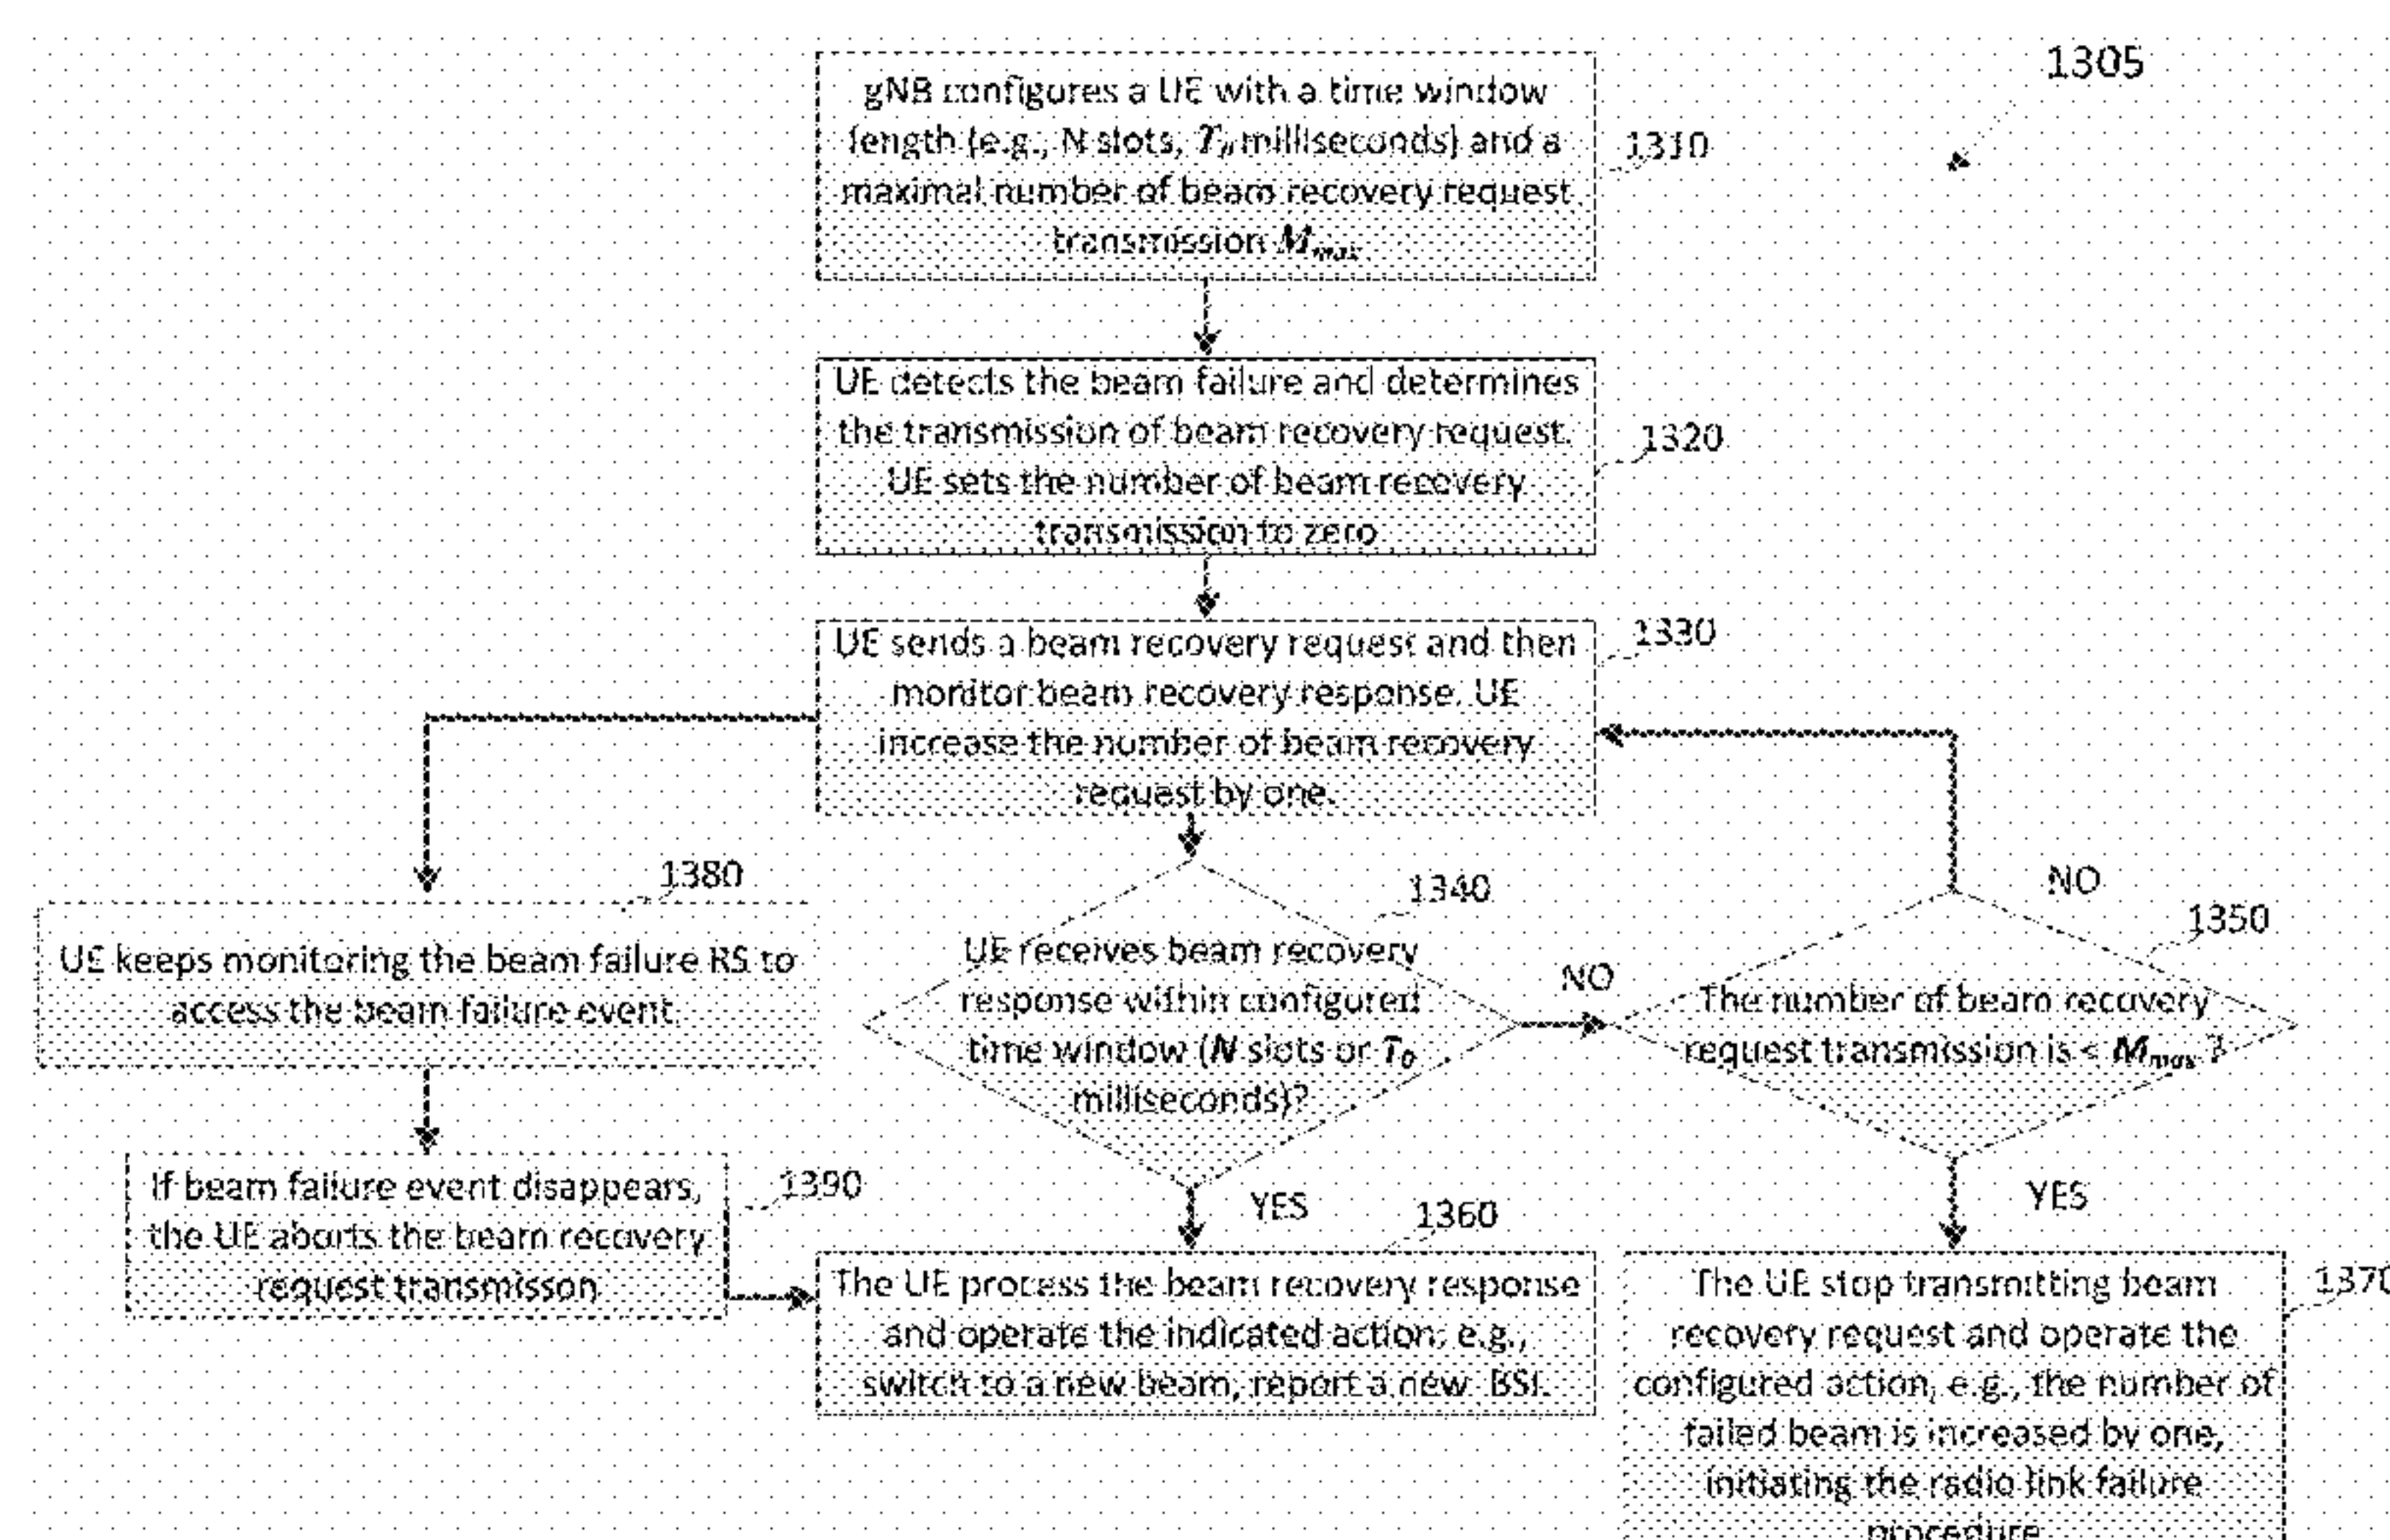 1305
gNB configures a UE with a time window
length (e.g., N slots, T₀ milliseconds) and a
maximal number of beam recovery request
transmission Mmax
1310
UE detects the beam failure and determines
the transmission of beam recovery request.
UE sets the number of beam recovery
transmission to zero
1320
UE sends a beam recovery request and then
monitor beam recovery response. UE
increase the number of beam recovery
request by one.
1330
1380
UE keeps monitoring the beam failure RS to
access the beam failure event.
1340
UE receives beam recovery
response within configured
time window (N slots or T₀
milliseconds)?
NO
NO
1350
The number of beam recovery
request transmission is < Mmax ?
If beam failure event disappears,
the UE aborts the beam recovery
request transmisson
1390
YES
YES
1360
The UE process the beam recovery response
and operate the indicated action, e.g.,
switch to a new beam, report a new BSI.
The UE stop transmitting beam
recovery request and operate the
configured action, e.g., the number of
failed beam is increased by one,
initiating the radio link failure
procedure
1370